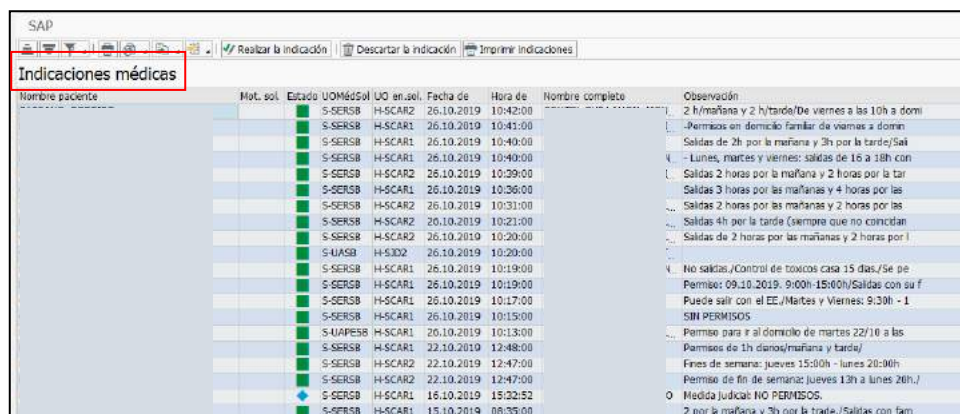 SAP
Realizar la Indicación Descartar la indicación Imprimir Indicaciones
Indicaciones médicas
Nombre paciente Mot. sol. Estado UOMédSol UO en.sol. Fecha de Hora de Nombre completo Observación
S-SERSB H-SCAR2 26.10.2019 10:42:00 2 h/mañana y 2 h/tarde/De viernes a las 10h a domi
S-SERSB H-SCAR1 26.10.2019 10:41:00 -Permisos en domicilio familiar de viernes a domin
S-SERSB H-SCAR1 26.10.2019 10:40:00 Salidas de 2h por la mañana y 3h por la tarde/Sali
S-SERSB H-SCAR1 26.10.2019 10:40:00 - Lunes, martes y viernes: salidas de 16 a 18h con
S-SERSB H-SCAR2 26.10.2019 10:39:00 Salidas 2 horas por la mañana y 2 horas por la tar
S-SERSB H-SCAR1 26.10.2019 10:36:00 Salidas 3 horas por las mañanas y 4 horas por las
S-SERSB H-SCAR2 26.10.2019 10:31:00 Salidas 2 horas por las mañanas y 2 horas por las
S-SERSB H-SCAR2 26.10.2019 10:21:00 Salidas 4h por la tarde (siempre que no coincidan
S-SERSB H-SCAR2 26.10.2019 10:20:00 Salidas de 2 horas por las mañanas y 2 horas por l
S-UASB H-SJD2 26.10.2019 10:20:00
S-SERSB H-SCAR1 26.10.2019 10:19:00 No salidas./Control de toxicos casa 15 dias./Se pe
S-SERSB H-SCAR1 26.10.2019 10:19:00 Permiso: 09.10.2019. 9:00h-15:00h/Salidas con su f
S-SERSB H-SCAR1 26.10.2019 10:17:00 Puede salir con el EE./Martes y Viernes: 9:30h - 1
S-SERSB H-SCAR1 26.10.2019 10:15:00 SIN PERMISOS
S-UAPESB H-SCAR1 26.10.2019 10:13:00 Permiso para ir al domicilio de martes 22/10 a las
S-SERSB H-SCAR1 22.10.2019 12:48:00 Permisos de 1h diarios/mañana y tarde/
S-SERSB H-SCAR2 22.10.2019 12:47:00 Fines de semana: jueves 15:00h - lunes 20:00h
S-SERSB H-SCAR2 22.10.2019 12:47:00 Permiso de fin de semana: jueves 13h a lunes 20h./
S-SERSB H-SCAR1 16.10.2019 15:32:52 O Medida Judicial: NO PERMISOS.
S-SERSB H-SCAR1 15.10.2019 08:35:00 2 por la mañana y 3h por la trade./Salidas con fam